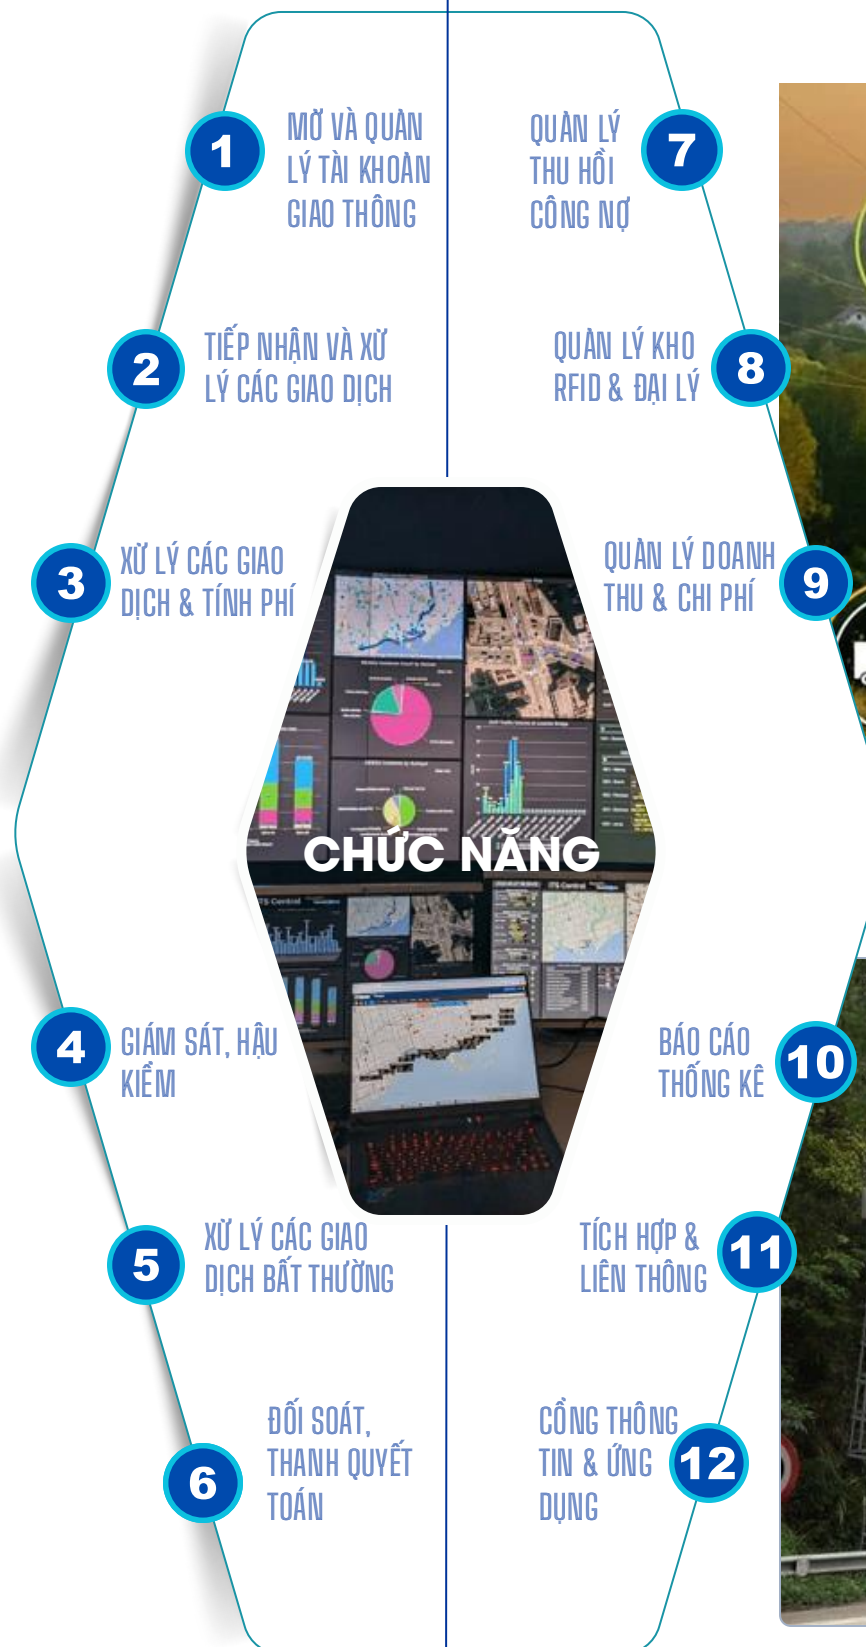 1
MỞ VÀ QUẢN
LÝ TÀI KHOẢN
GIAO THÔNG
2
TIẾP NHẬN VÀ XỬ
LÝ CÁC GIAO DỊCH
3
XỬ LÝ CÁC GIAO
DỊCH & TÍNH PHÍ
4
GIÁM SÁT, HẬU
KIỂM
5
XỬ LÝ CÁC GIAO
DỊCH BẤT THƯỜNG
6
ĐỐI SOÁT,
THANH QUYẾT
TOÁN
CHỨC NĂNG
ITS Central
ITS Central
7
QUẢN LÝ
THU HỒI
CÔNG NỢ
8
QUẢN LÝ KHO
RFID & ĐẠI LÝ
9
QUẢN LÝ DOANH
THU & CHI PHÍ
10
BÁO CÁO
THỐNG KÊ
11
TÍCH HỢP &
LIÊN THÔNG
12
CỔNG THÔNG
TIN & ỨNG
DỤNG